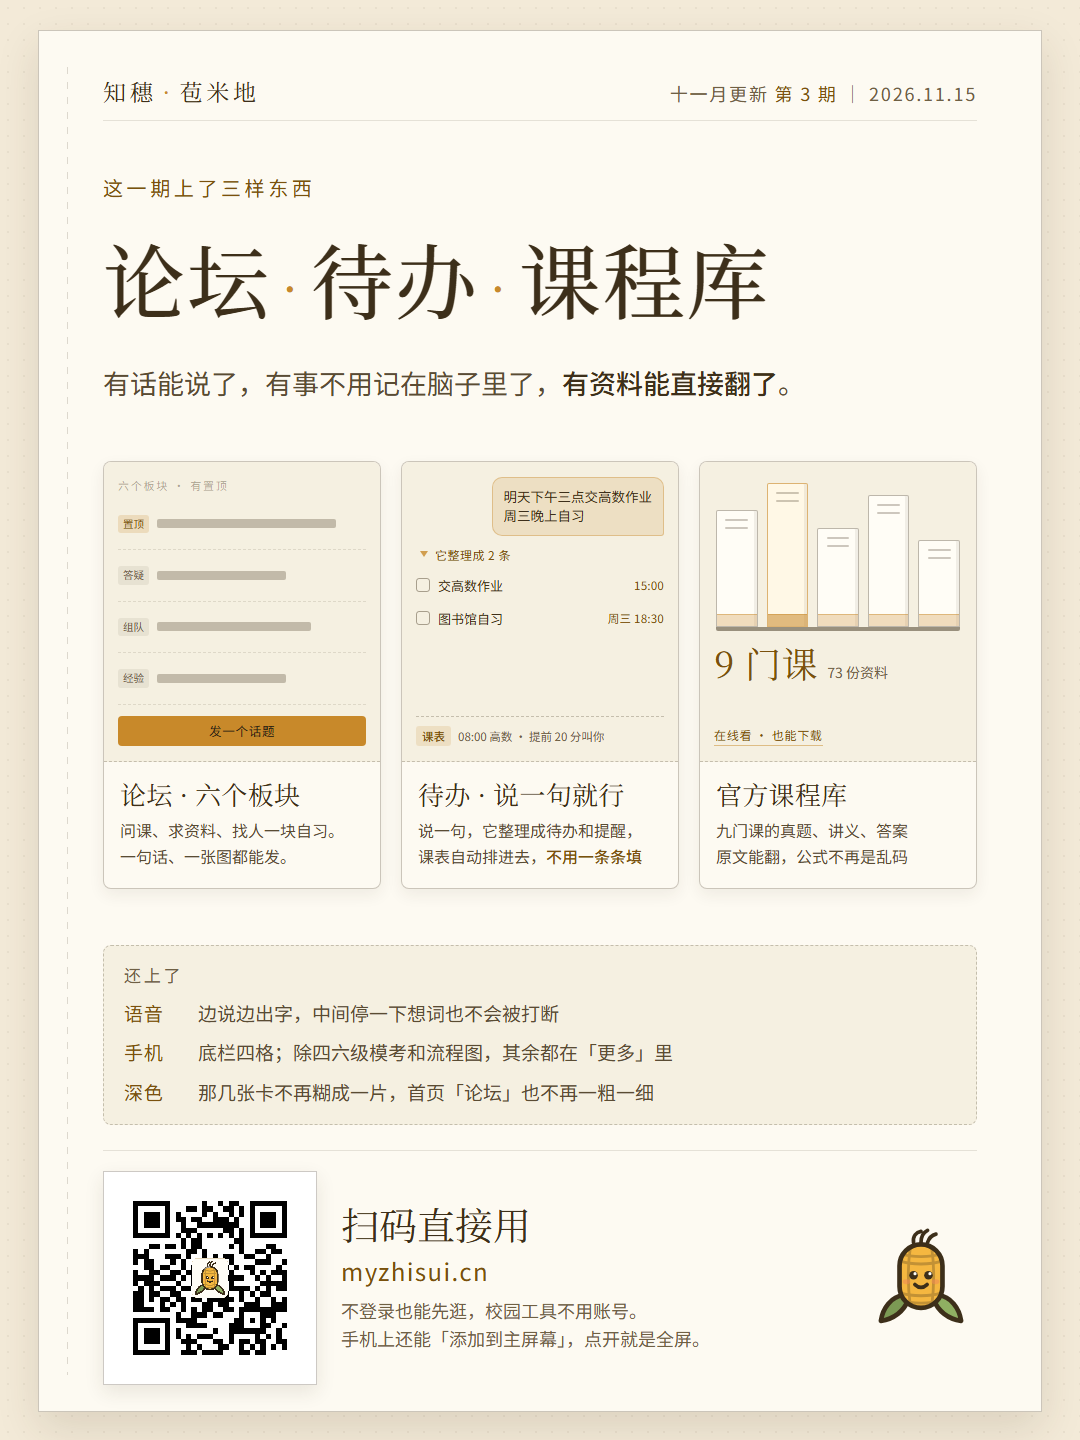 知穗 · 苞米地
十一月更新 第 3 期 | 2026.11.15
这一期上了三样东西
论坛 · 待办 · 课程库
有话能说了，有事不用记在脑子里了，有资料能直接翻了。
六个板块 · 有置顶
置顶
答疑
组队
经验
发一个话题
论坛 · 六个板块
问课、求资料、找人一块自习。
一句话、一张图都能发。
明天下午三点交高数作业
周三晚上自习
它整理成 2 条
交高数作业 15:00
图书馆自习 周三 18:30
课表 08:00 高数 · 提前 20 分叫你
待办 · 说一句就行
说一句，它整理成待办和提醒，
课表自动排进去，不用一条条填
9 门课 73 份资料
在线看 · 也能下载
官方课程库
九门课的真题、讲义、答案
原文能翻，公式不再是乱码
还上了
语音 边说边出字，中间停一下想词也不会被打断
手机 底栏四格；除四六级模考和流程图，其余都在「更多」里
深色 那几张卡不再糊成一片，首页「论坛」也不再一粗一细
扫码直接用
myzhisui.cn
不登录也能先逛，校园工具不用账号。
手机上还能「添加到主屏幕」，点开就是全屏。